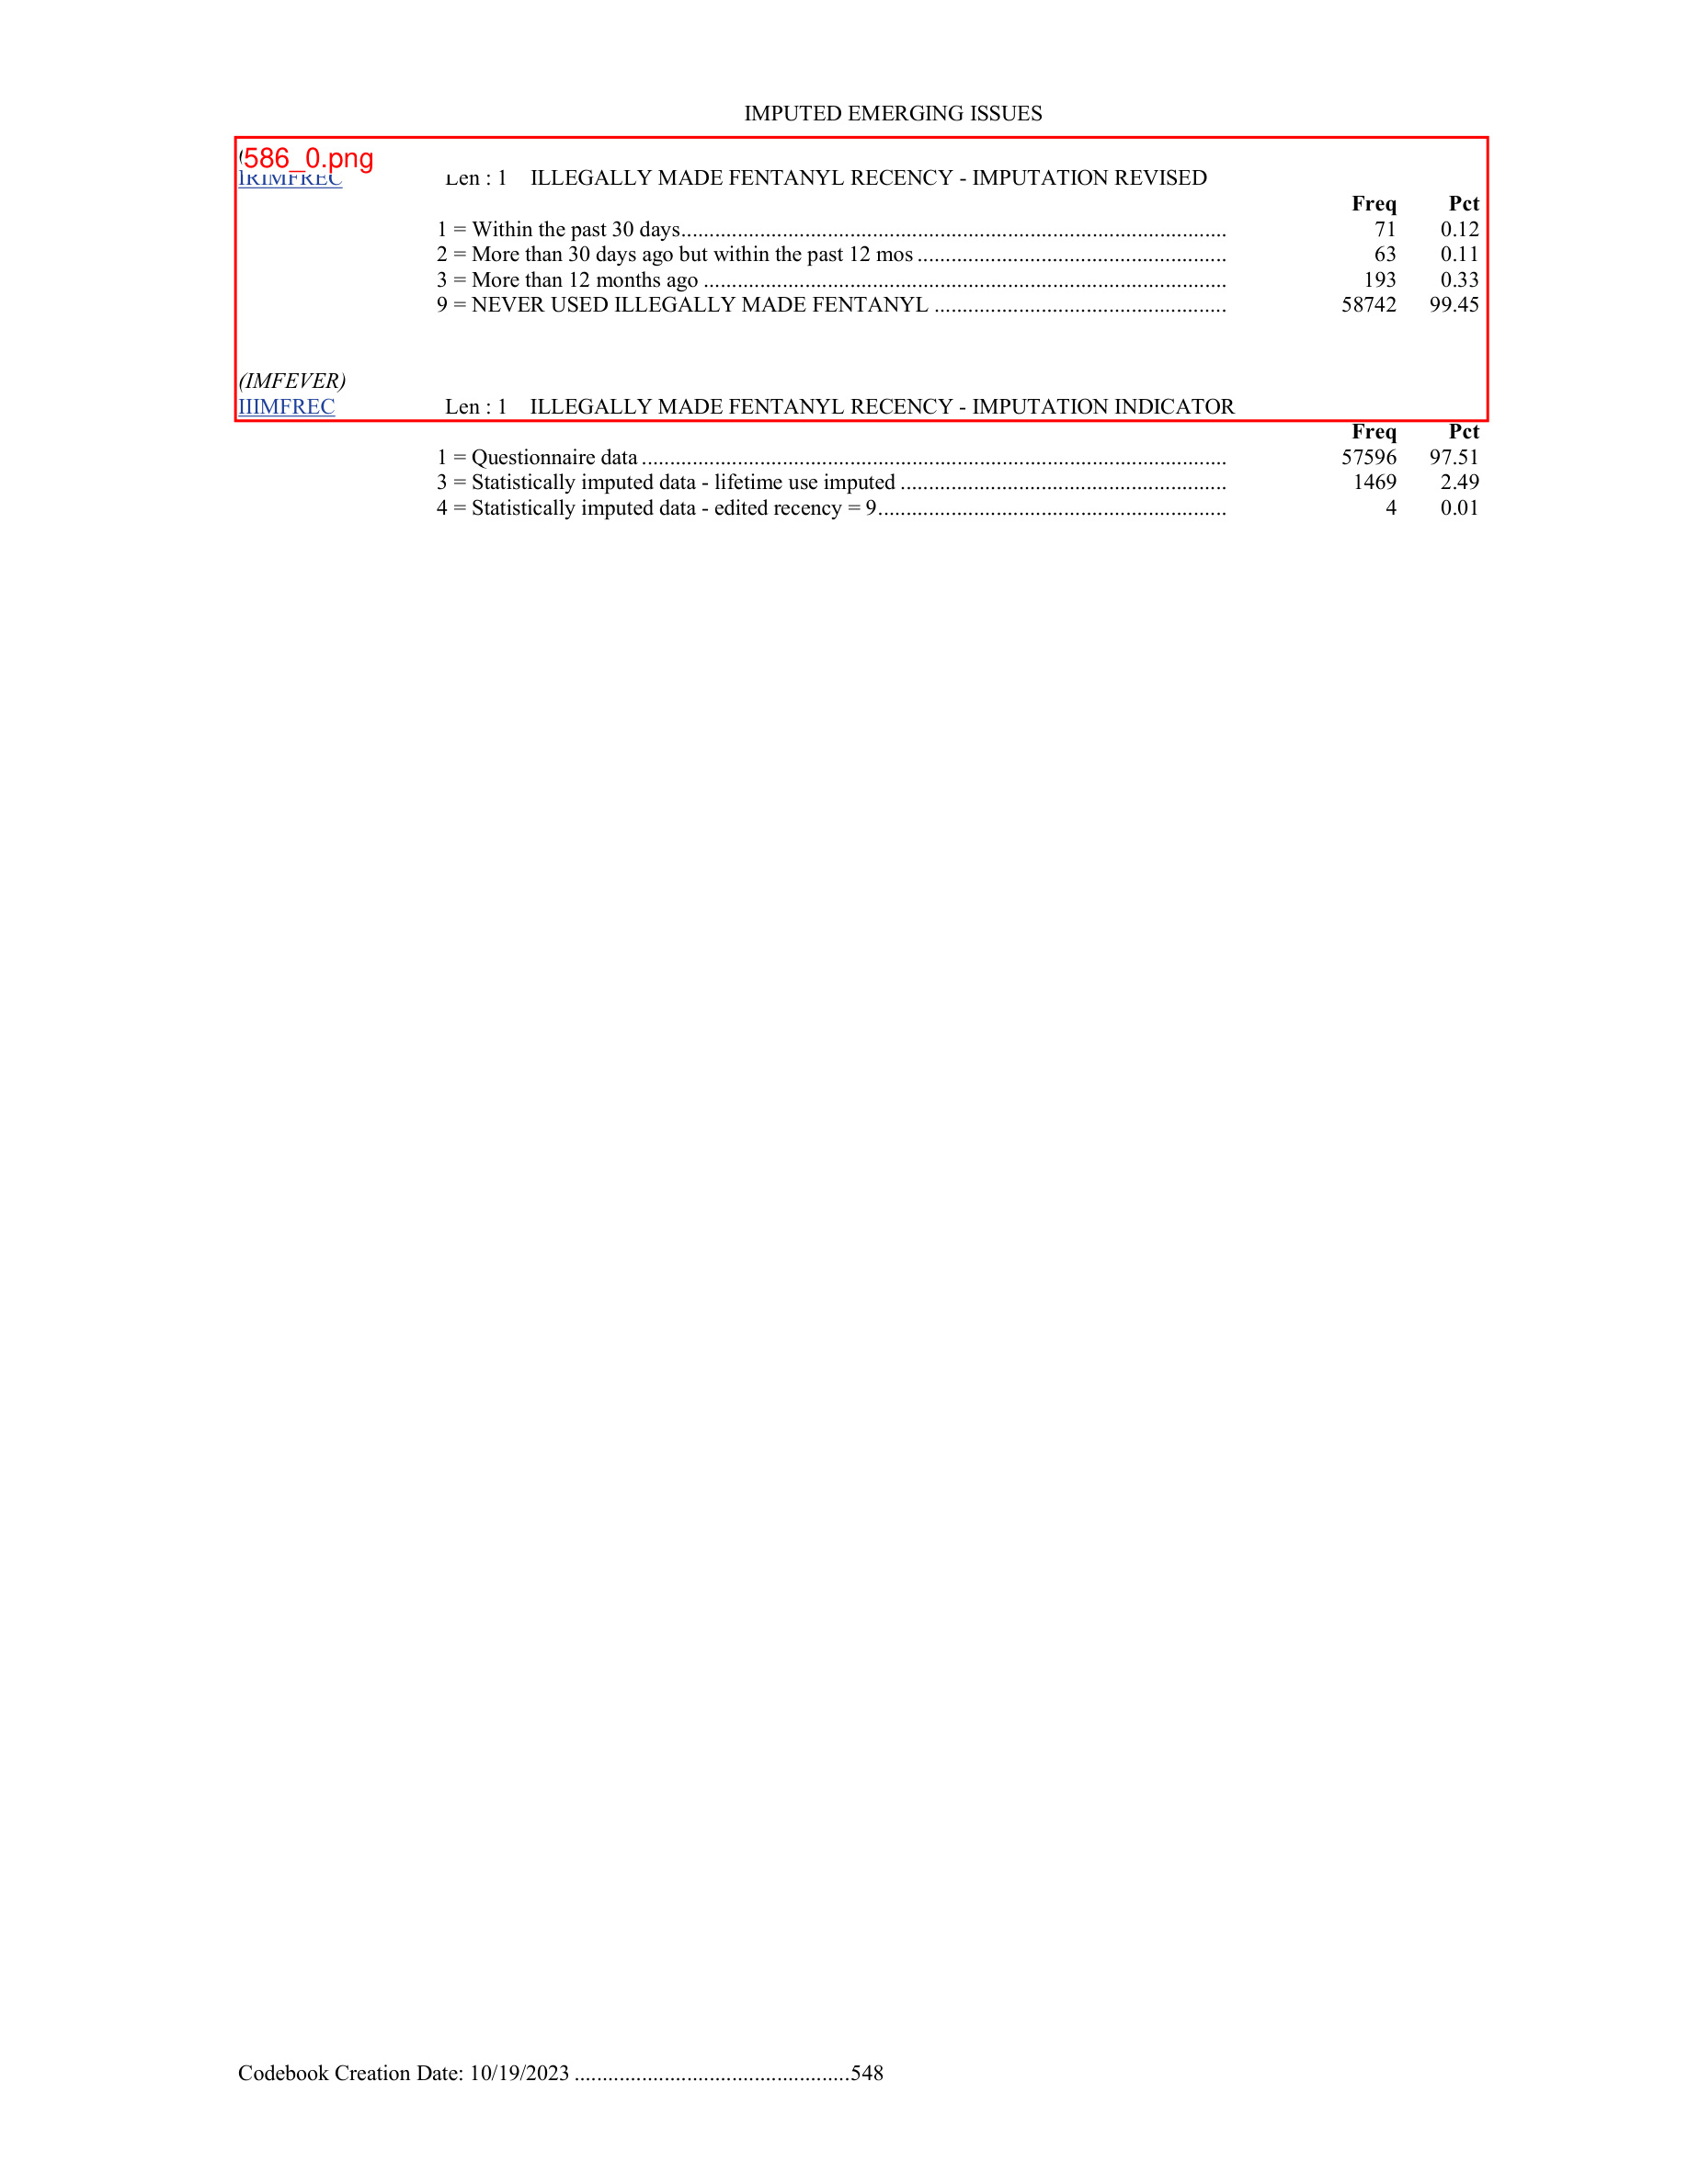 IMPUTED EMERGING ISSUES
586_0.png
IRIMFREC Len : 1 ILLEGALLY MADE FENTANYL RECENCY - IMPUTATION REVISED
Freq Pct
1 = Within the past 30 days................................................................................................. 71 0.12
2 = More than 30 days ago but within the past 12 mos ....................................................... 63 0.11
3 = More than 12 months ago ............................................................................................. 193 0.33
9 = NEVER USED ILLEGALLY MADE FENTANYL .................................................... 58742 99.45
(IMFEVER)
IIIMFREC Len : 1 ILLEGALLY MADE FENTANYL RECENCY - IMPUTATION INDICATOR
Freq Pct
1 = Questionnaire data ........................................................................................................ 57596 97.51
3 = Statistically imputed data - lifetime use imputed .......................................................... 1469 2.49
4 = Statistically imputed data - edited recency = 9.............................................................. 4 0.01
Codebook Creation Date: 10/19/2023 .................................................548